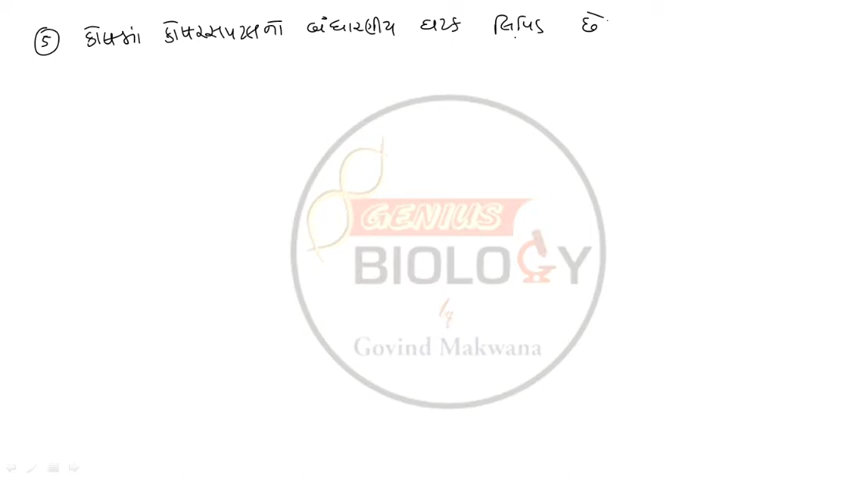 ⑤ કોષમાં કોષરસપટલનો બંધારણીય ઘટક લિપિડ છે
GENIUS
BIOLOGY
by
Govind Makwana